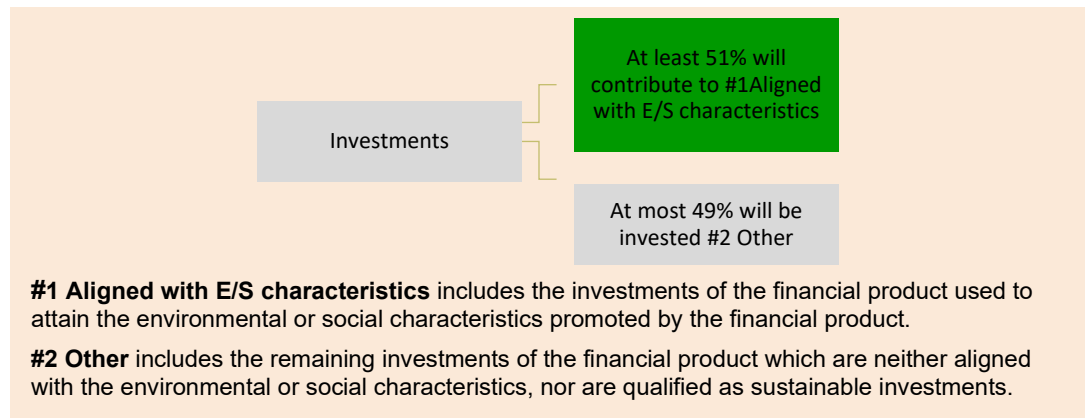 At least 51% will
contribute to #1Aligned
with E/S characteristics
Investments
At most 49% will be
invested #2 Other
#1 Aligned with E/S characteristics includes the investments of the financial product used to
attain the environmental or social characteristics promoted by the financial product.
#2 Other includes the remaining investments of the financial product which are neither aligned
with the environmental or social characteristics, nor are qualified as sustainable investments.